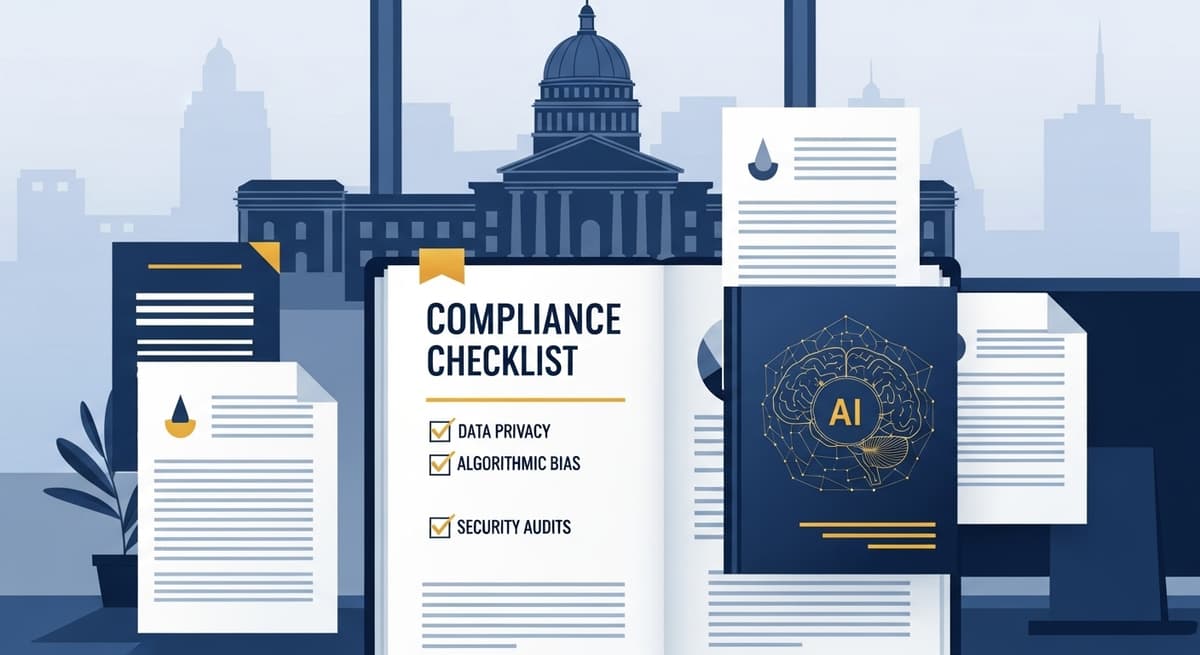 COMPLIANCE
CHECKLIST
DATA PRIVACY
ALGORITHMIC BIAS
SECURITY AUDITS
AI